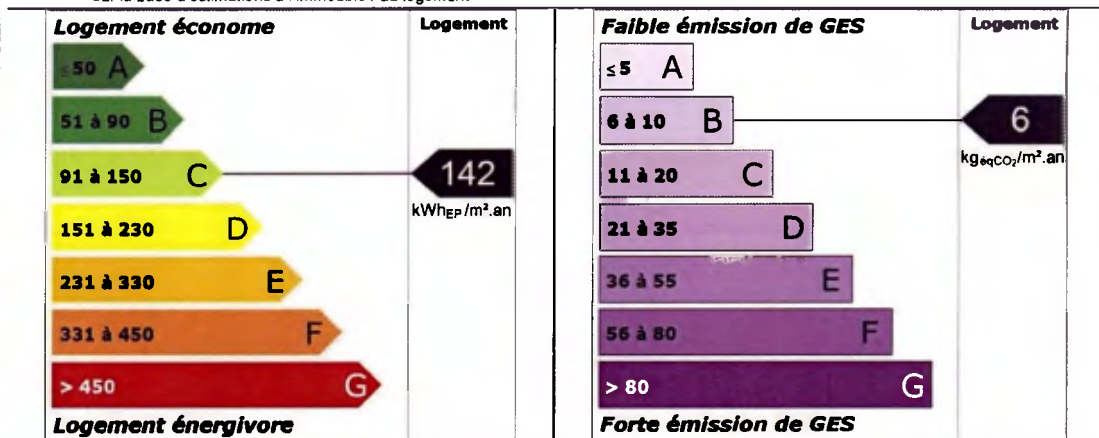 Logement économe
Logement
≤ 50 A
51 à 90 B
91 à 150 C
142
kWhEP/m².an
151 à 230 D
231 à 330 E
331 à 450 F
> 450 G
Logement énergivore
Faible émission de GES
Logement
≤ 5 A
6 à 10 B
6
kgéqCO₂/m².an
11 à 20 C
21 à 35 D
36 à 55 E
56 à 80 F
> 80 G
Forte émission de GES